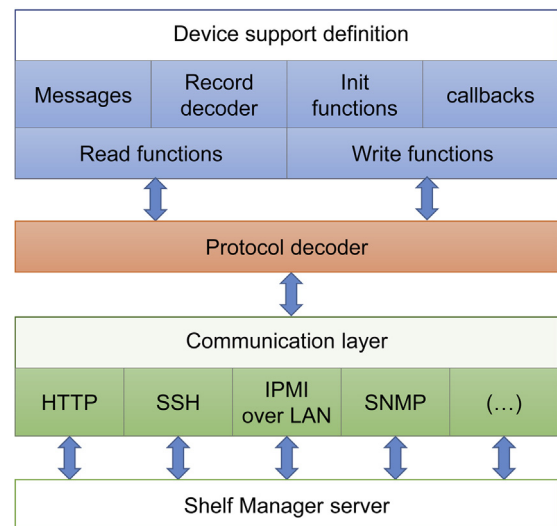 Device support definition
Messages
Record
decoder
Init
functions
callbacks
Read functions
Write functions
Protocol decoder
Communication layer
HTTP
SSH
IPMI
over LAN
SNMP
(...)
Shelf Manager server